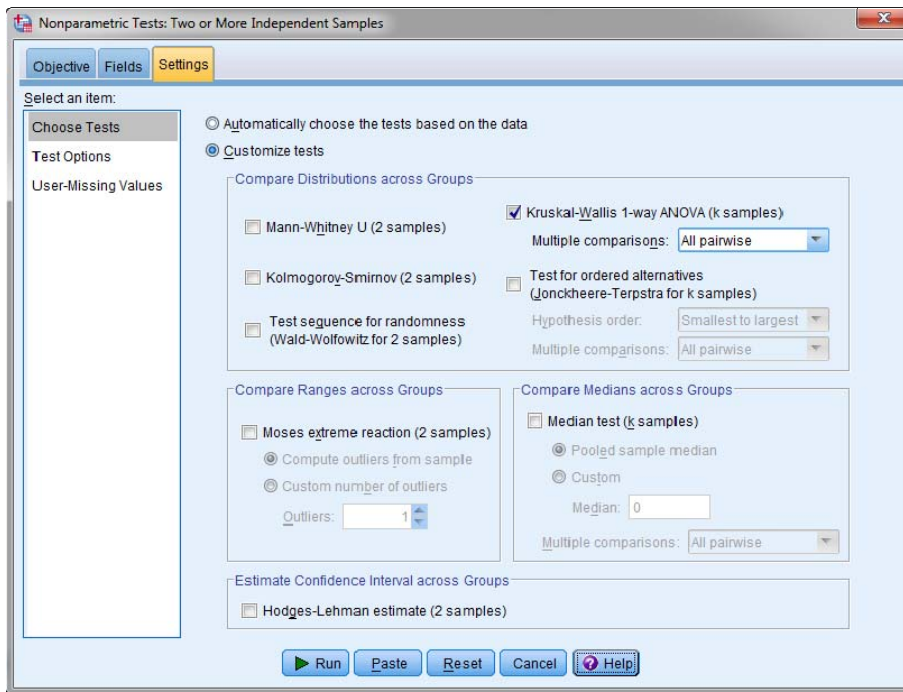 Nonparametric Tests: Two or More Independent Samples
Objective Fields Settings
Select an item:
Choose Tests
Test Options
User-Missing Values
Automatically choose the tests based on the data
Customize tests
Compare Distributions across Groups
Mann-Whitney U (2 samples)
Kolmogorov-Smirnov (2 samples)
Test sequence for randomness
(Wald-Wolfowitz for 2 samples)
Kruskal-Wallis 1-way ANOVA (k samples)
Multiple comparisons: All pairwise
Test for ordered alternatives
(Jonckheere-Terpstra for k samples)
Hypothesis order: Smallest to largest
Multiple comparisons: All pairwise
Compare Ranges across Groups
Moses extreme reaction (2 samples)
Compute outliers from sample
Custom number of outliers
Outliers: 1
Compare Medians across Groups
Median test (k samples)
Pooled sample median
Custom
Median: 0
Multiple comparisons: All pairwise
Estimate Confidence Interval across Groups
Hodges-Lehman estimate (2 samples)
Run Paste Reset Cancel Help